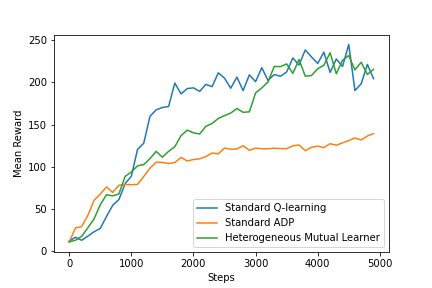 250
200
150
100
50
0
Mean Reward
0 1000 2000 3000 4000 5000
Steps
Standard Q-learning
Standard ADP
Heterogeneous Mutual Learner